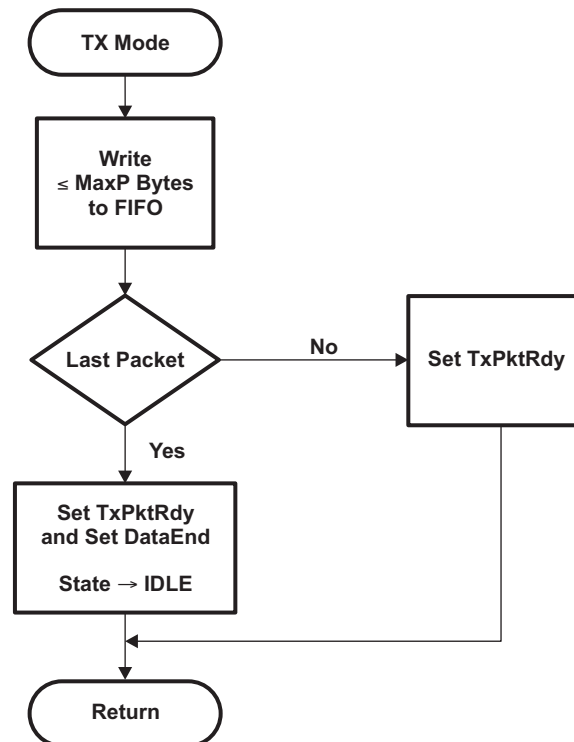 TX Mode
Write
≤ MaxP Bytes
to FIFO
Last Packet
No
Set TxPktRdy
Yes
Set TxPktRdy
and Set DataEnd
State → IDLE
Return